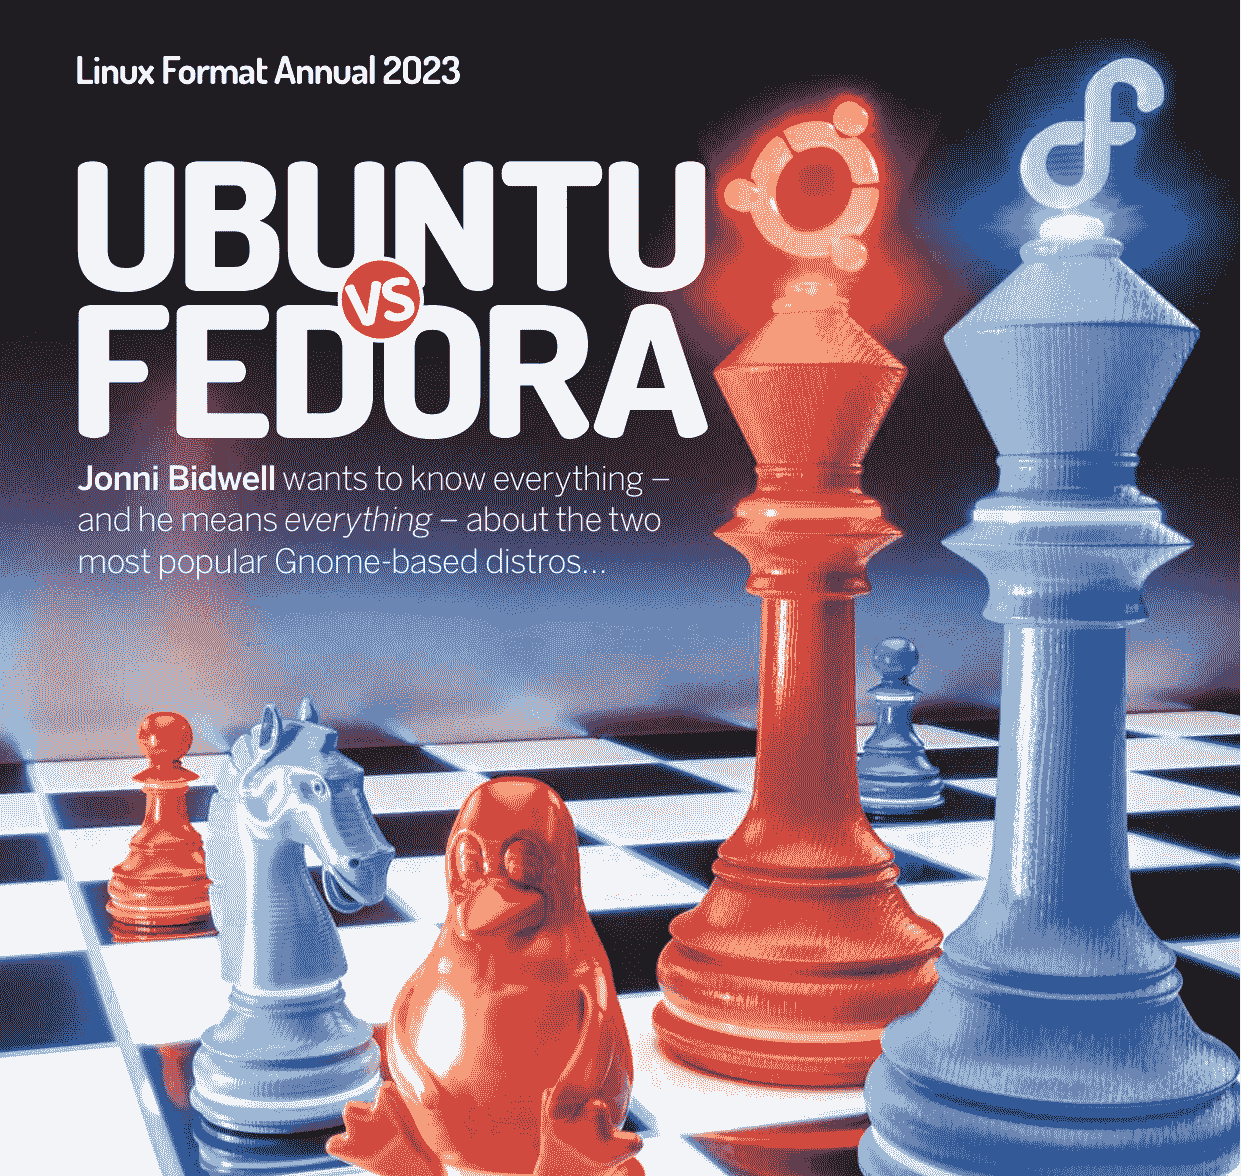 Linux Format Annual 2023
UBUNTU
VS
FEDORA
Jonni Bidwell wants to know everything –
and he means everything – about the two
most popular Gnome-based distros...